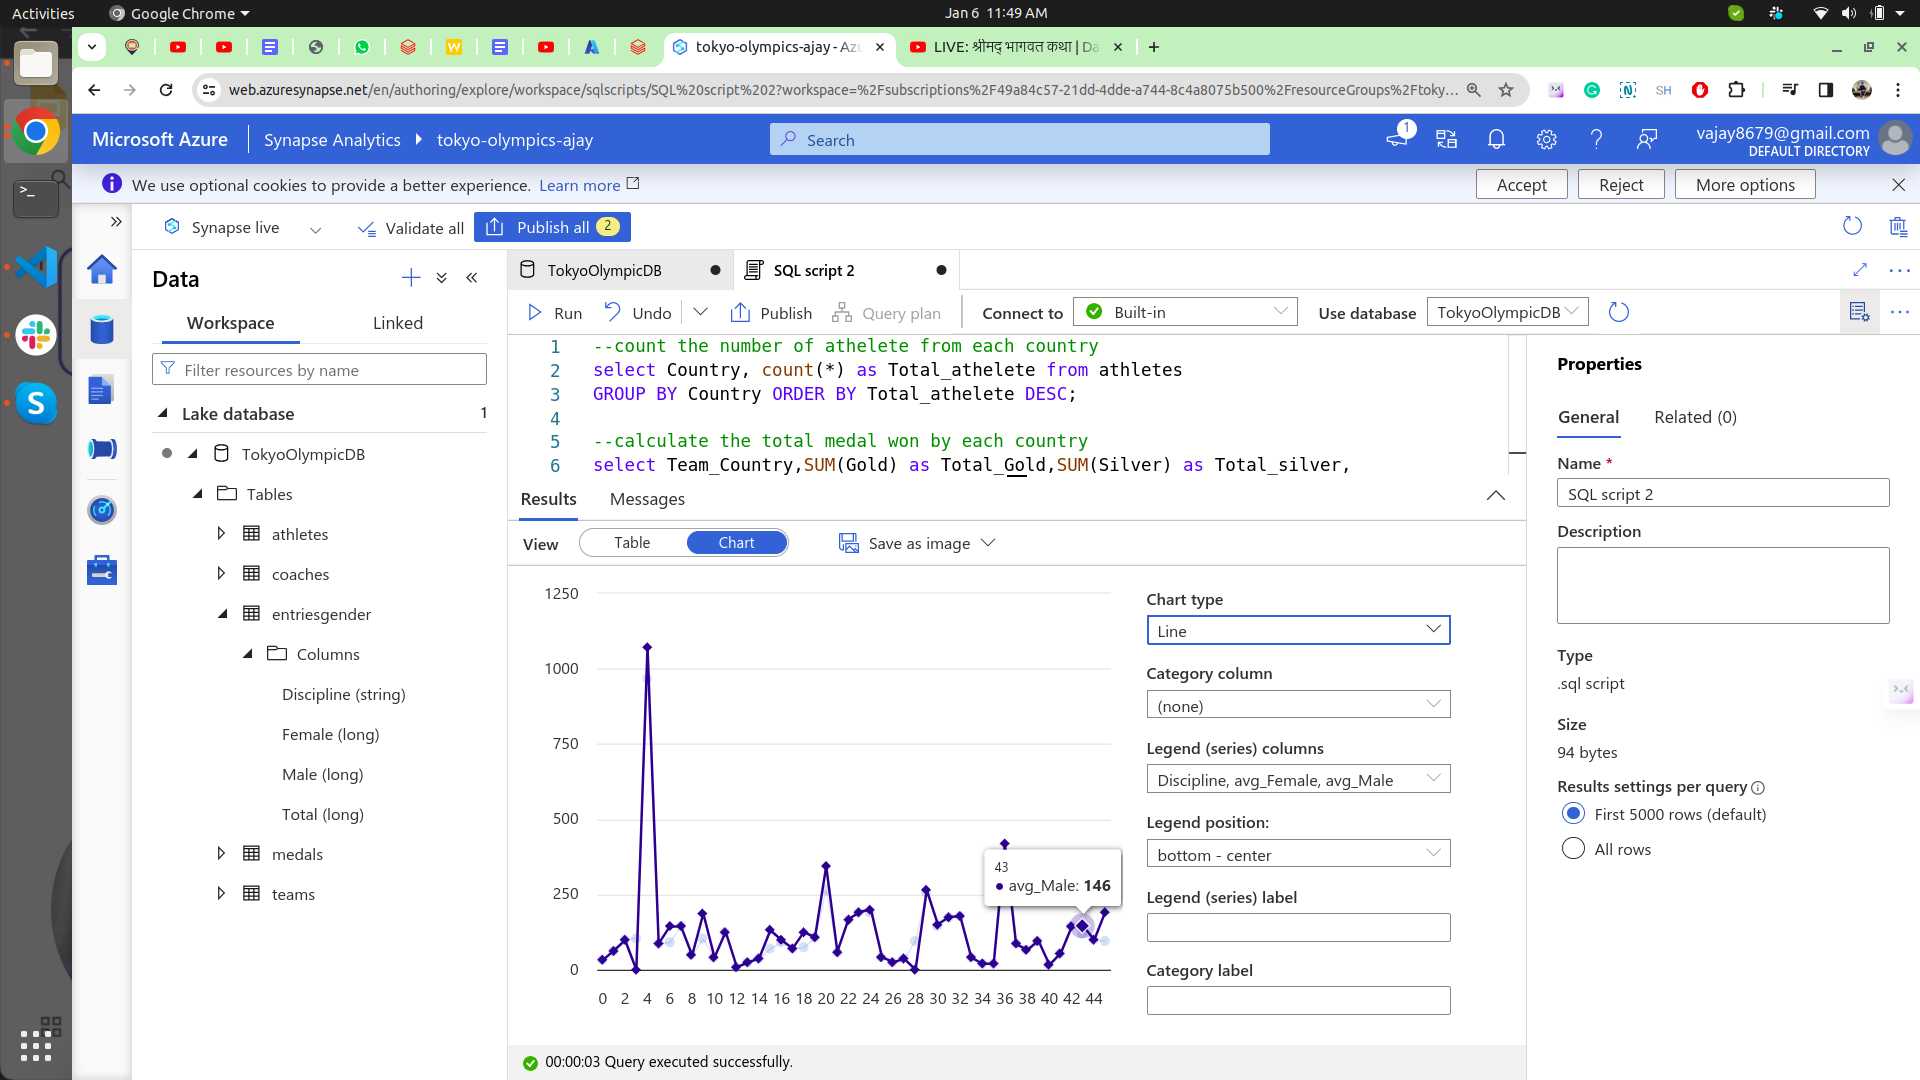 Activities
Google Chrome
Jan 6 11:49 AM
tokyo-olympics-ajay - Azu
LIVE: श्रीमद् भागवत कथा | Da
web.azuresynapse.net/en/authoring/explore/workspace/sqlscripts/SQL%20script%202?workspace=%2Fsubscriptions%2F49a84c57-21dd-4dde-a744-8c4a8075b500%2FresourceGroups%2Ftoky...
SH
Microsoft Azure
Synapse Analytics
tokyo-olympics-ajay
Search
1
vajay8679@gmail.com
DEFAULT DIRECTORY
We use optional cookies to provide a better experience. Learn more
Accept
Reject
More options
Synapse live
Validate all
Publish all 2
Data
Workspace
Linked
Filter resources by name
Lake database 1
TokyoOlympicDB
Tables
athletes
coaches
entriesgender
Columns
Discipline (string)
Female (long)
Male (long)
Total (long)
medals
teams
TokyoOlympicDB
SQL script 2
Run
Undo
Publish
Query plan
Connect to
Built-in
Use database
TokyoOlympicDB
1 --count the number of athelete from each country
2 select Country, count(*) as Total_athelete from athletes
3 GROUP BY Country ORDER BY Total_athelete DESC;
4
5 --calculate the total medal won by each country
6 select Team_Country,SUM(Gold) as Total_Gold,SUM(Silver) as Total_silver,
Results
Messages
View
Table
Chart
Save as image
1250
1000
750
500
250
0
0 2 4 6 8 10 12 14 16 18 20 22 24 26 28 30 32 34 36 38 40 42 44
43
avg_Male: 146
Chart type
Line
Category column
(none)
Legend (series) columns
Discipline, avg_Female, avg_Male
Legend position:
bottom - center
Legend (series) label
Category label
00:00:03 Query executed successfully.
Properties
General
Related (0)
Name *
SQL script 2
Description
Type
.sql script
Size
94 bytes
Results settings per query
First 5000 rows (default)
All rows